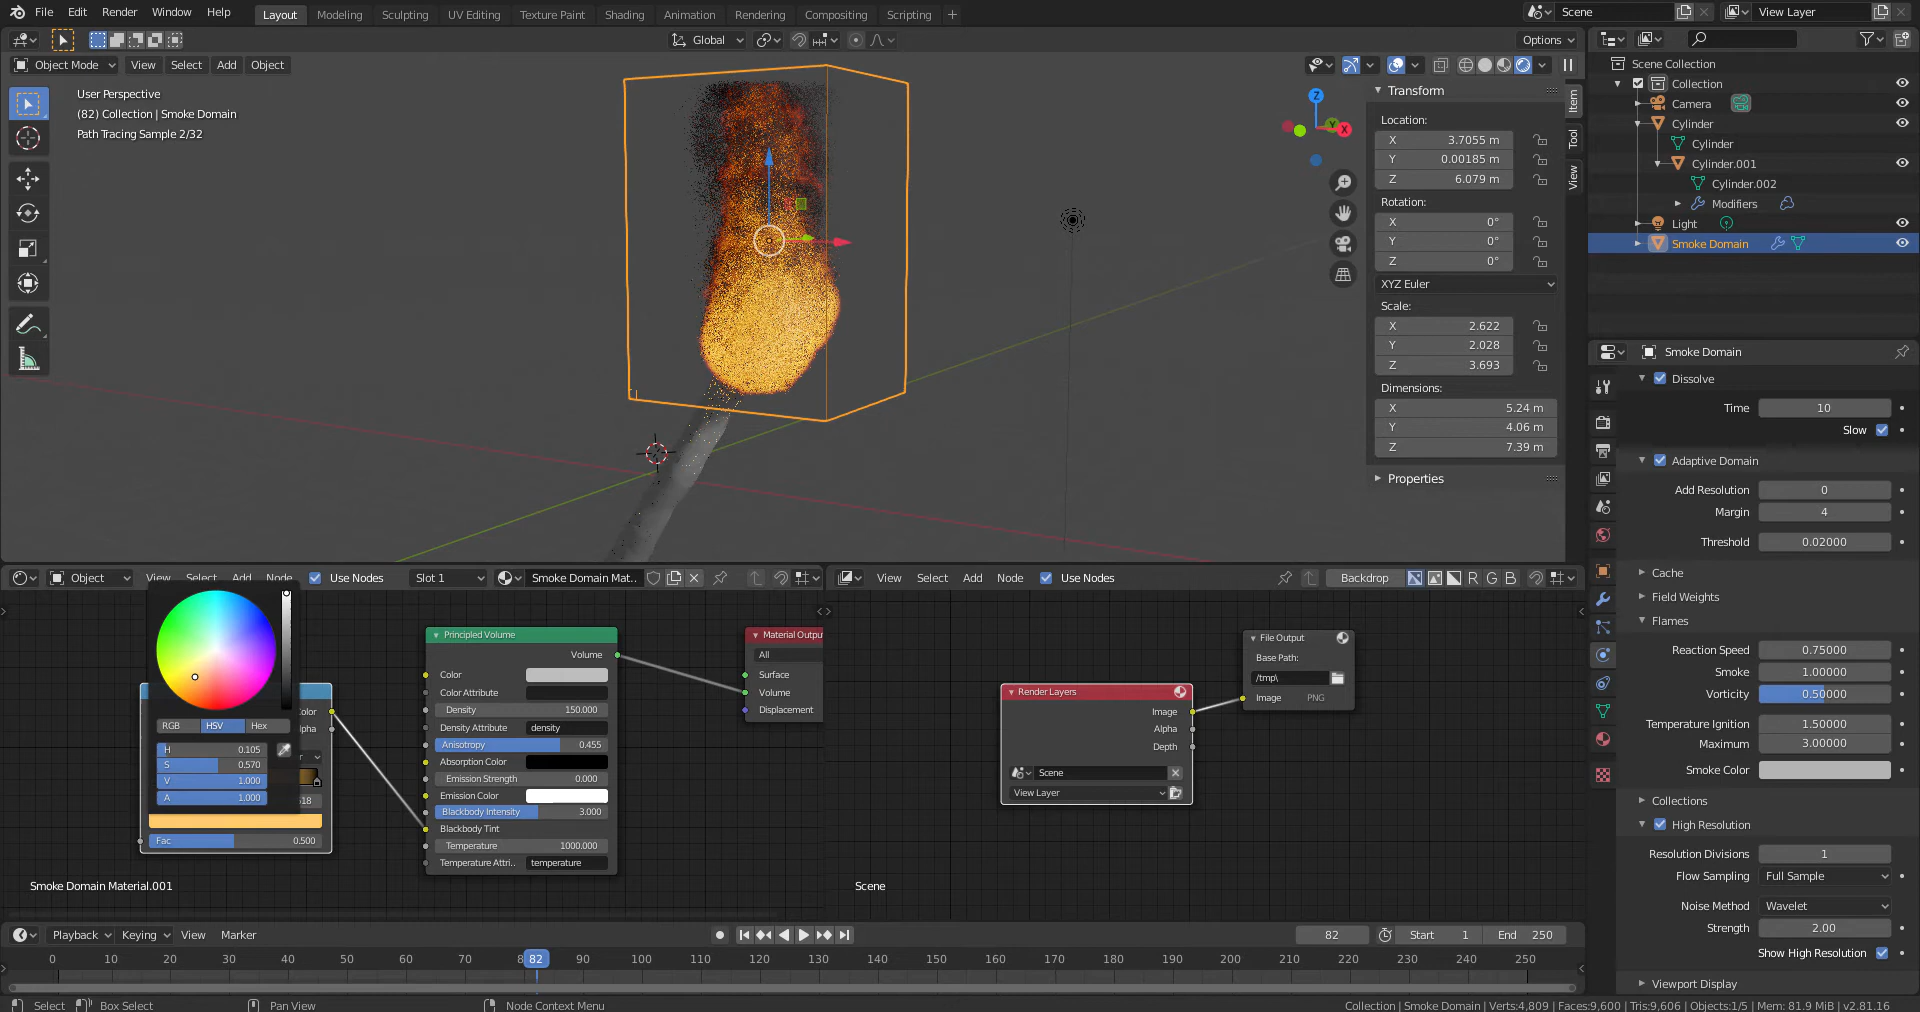 File Edit Render Window Help Layout Modeling Sculpting UV Editing Texture Paint Shading Animation Rendering Compositing Scripting + Scene View Layer
Global Options
Object Mode View Select Add Object
User Perspective
(82) Collection | Smoke Domain
Path Tracing Sample 2/32
Z
Y
X
Transform
Location:
X 3.7055 m
Y 0.00185 m
Z 6.079 m
Rotation:
X 0°
Y 0°
Z 0°
XYZ Euler
Scale:
X 2.622
Y 2.028
Z 3.693
Dimensions:
X 5.24 m
Y 4.06 m
Z 7.39 m
Properties
Item
Tool
View
Scene Collection
Collection
Camera
Cylinder
Cylinder
Cylinder.001
Cylinder.002
Modifiers
Light
Smoke Domain
Smoke Domain
Dissolve
Time 10
Slow
Adaptive Domain
Add Resolution 0
Margin 4
Threshold 0.02000
Cache
Field Weights
Flames
Reaction Speed 0.75000
Smoke 1.00000
Vorticity 0.50000
Temperature Ignition 1.50000
Maximum 3.00000
Smoke Color
Collections
High Resolution
Resolution Divisions 1
Flow Sampling Full Sample
Noise Method Wavelet
Strength 2.00
Show High Resolution
Viewport Display
Object View Select Add Node Use Nodes Slot 1 Smoke Domain Mat..
RGB HSV Hex
H 0.105
S 0.570
V 1.000
A 1.000
Fac 0.500
Color
lpha
618
Principled Volume
Volume
Color
Color Attribute
Density 150.000
Density Attribute density
Anisotropy 0.455
Absorption Color
Emission Strength 0.000
Emission Color
Blackbody Intensity 3.000
Blackbody Tint
Temperature 1000.000
Temperature Attri.. temperature
Material Outpu
All
Surface
Volume
Displacement
Smoke Domain Material.001
View Select Add Node Use Nodes Backdrop R G B
Render Layers
Image
Alpha
Depth
Scene
View Layer
File Output
Base Path:
/tmp\
Image PNG
Scene
Playback Keying View Marker 82 Start 1 End 250
0 10 20 30 40 50 60 70 8 82 90 100 110 120 130 140 150 160 170 180 190 200 210 220 230 240 250
Select Box Select Pan View Node Context Menu Collection | Smoke Domain | Verts:4,809 | Faces:9,600 | Tris:9,606 | Objects:1/5 | Mem: 81.9 MiB | v2.81.16